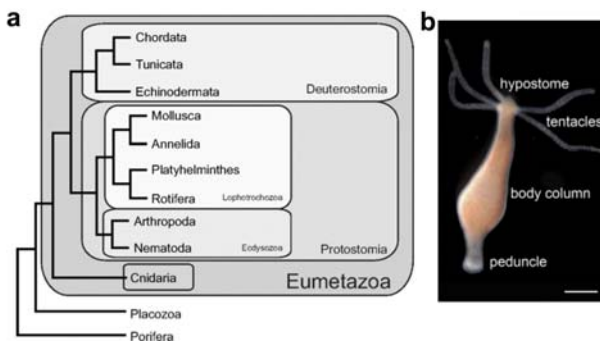 a
Chordata
Tunicata
Echinodermata
Deuterostomia
Mollusca
Annelida
Platyhelminthes
Rotifera
Lophotrochozoa
Arthropoda
Nematoda
Ecdysozoa
Protostomia
Cnidaria
Eumetazoa
Placozoa
Porifera
b
hypostome
tentacles
body column
peduncle